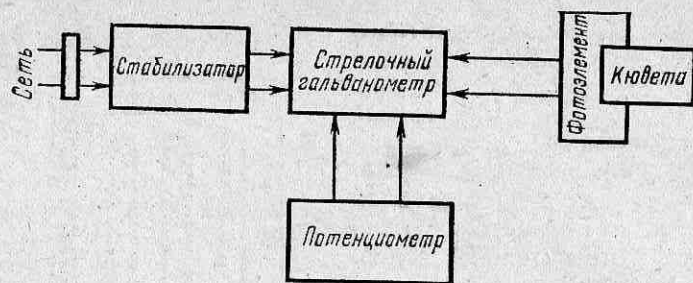 Сеть
Стабилизатор
Стрелочный
гальванометр
Фотоэлемент
Кювета
Потенциометр